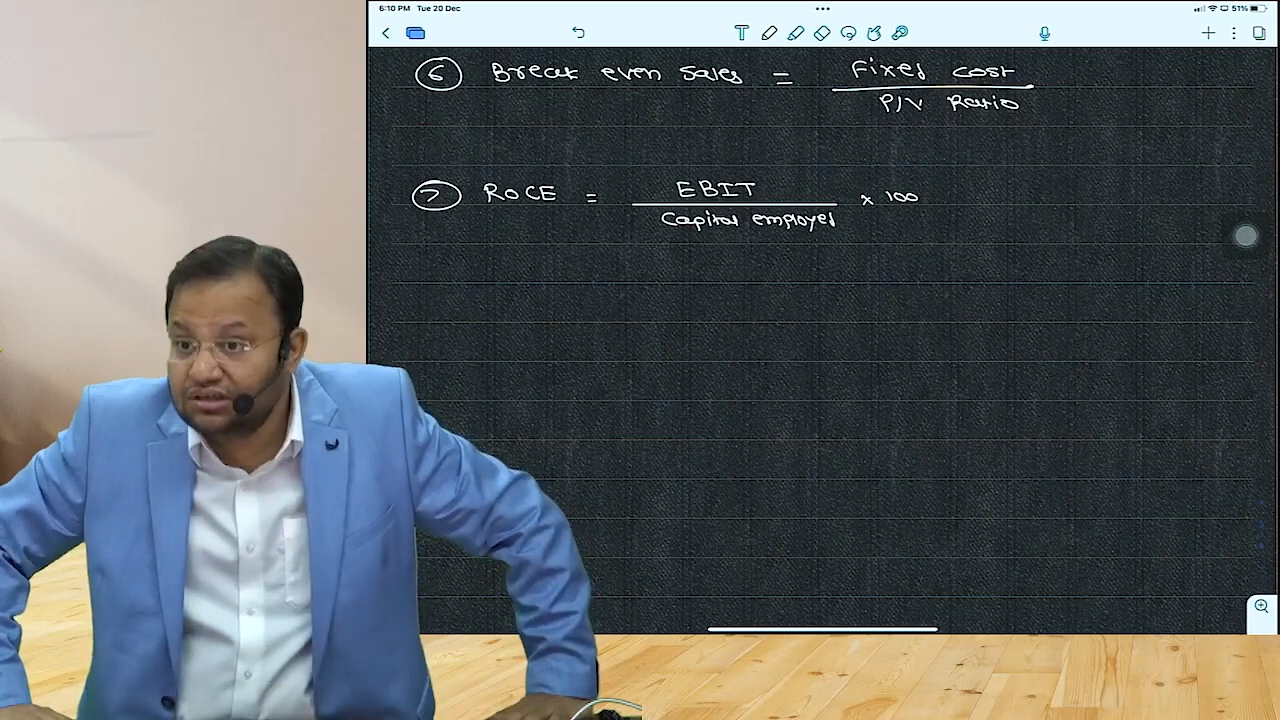 6:10 PM Tue 20 Dec
51%
6 Break even Sales = Fixed cost
P/V Ratio
7 ROCE = EBIT × 100
Capital employed